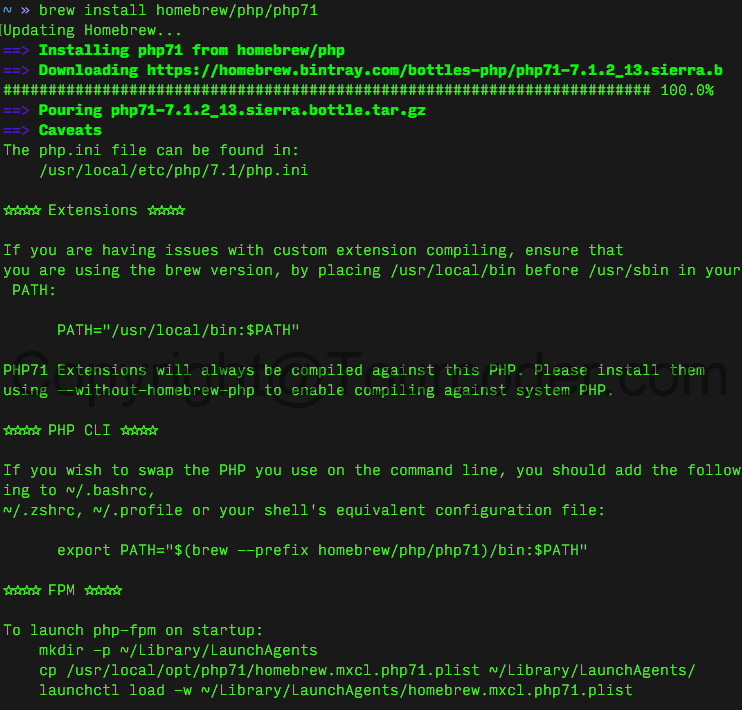 ~ » brew install homebrew/php/php71
Updating Homebrew...
==> Installing php71 from homebrew/php
==> Downloading https://homebrew.bintray.com/bottles-php/php71-7.1.2_13.sierra.b
######################################################################## 100.0%
==> Pouring php71-7.1.2_13.sierra.bottle.tar.gz
==> Caveats
The php.ini file can be found in:
    /usr/local/etc/php/7.1/php.ini
☆☆☆☆ Extensions ☆☆☆☆
If you are having issues with custom extension compiling, ensure that
you are using the brew version, by placing /usr/local/bin before /usr/sbin in your
 PATH:
      PATH="/usr/local/bin:$PATH"
PHP71 Extensions will always be compiled against this PHP. Please install them
using --without-homebrew-php to enable compiling against system PHP.
☆☆☆☆ PHP CLI ☆☆☆☆
If you wish to swap the PHP you use on the command line, you should add the follow
ing to ~/.bashrc,
~/.zshrc, ~/.profile or your shell's equivalent configuration file:
      export PATH="$(brew --prefix homebrew/php/php71)/bin:$PATH"
☆☆☆☆ FPM ☆☆☆☆
To launch php-fpm on startup:
    mkdir -p ~/Library/LaunchAgents
    cp /usr/local/opt/php71/homebrew.mxcl.php71.plist ~/Library/LaunchAgents/
    launchctl load -w ~/Library/LaunchAgents/homebrew.mxcl.php71.plist